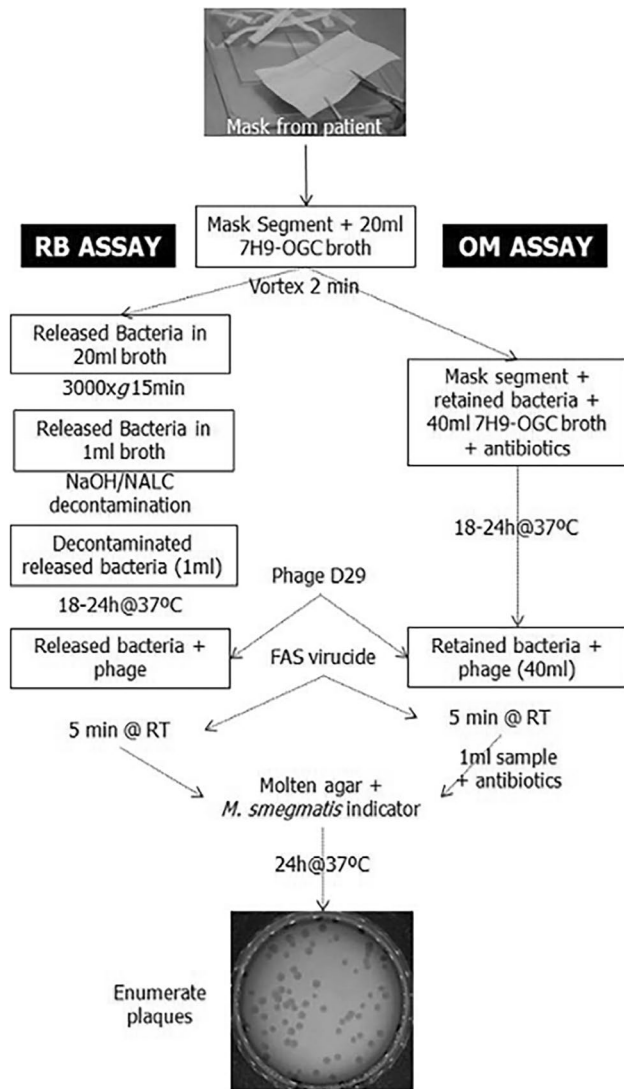 Mask from patient
RB ASSAY
Mask Segment + 20ml
7H9-OGC broth
OM ASSAY
Vortex 2 min
Released Bacteria in
20ml broth
3000xg15min
Released Bacteria in
1ml broth
NaOH/NALC
decontamination
Decontaminated
released bacteria (1ml)
18-24h@37ºC
Released bacteria +
phage
5 min @ RT
Mask segment +
retained bacteria +
40ml 7H9-OGC broth
+ antibiotics
18-24h@37ºC
Phage D29
FAS virucide
Retained bacteria +
phage (40ml)
5 min @ RT
1ml sample
+ antibiotics
Molten agar +
M. smegmatis indicator
24h@37ºC
Enumerate
plaques